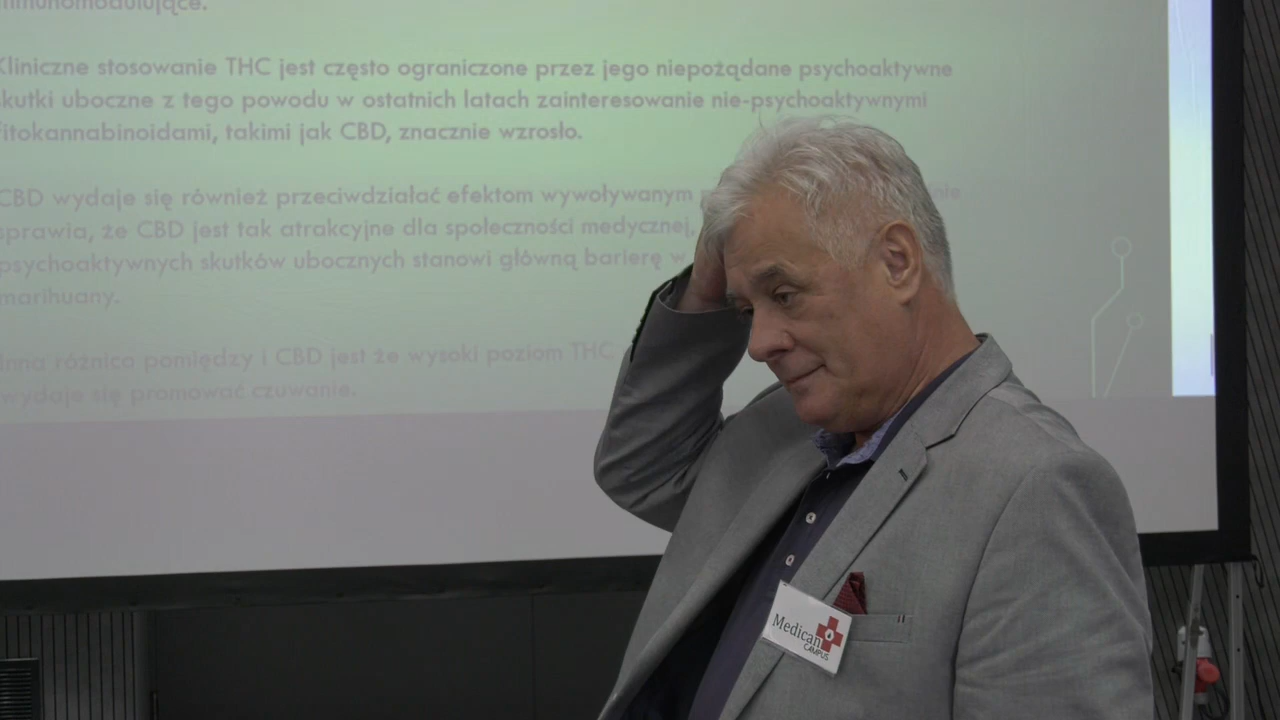 immunomodulujące.
Kliniczne stosowanie THC jest często ograniczone przez jego niepożądane psychoaktywne
skutki uboczne z tego powodu w ostatnich latach zainteresowanie nie-psychoaktywnymi
fitokannabinoidami, takimi jak CBD, znacznie wzrosło.
CBD wydaje się również przeciwdziałać efektom wywoływanym
sprawia, że CBD jest tak atrakcyjne dla społeczności medycznej,
psychoaktywnych skutków ubocznych stanowi główną barierę w
marihuany.
Inna różnica pomiędzy i CBD jest że wysoki poziom THC
wydaje się promować czuwanie.
Medican
CAMPUS